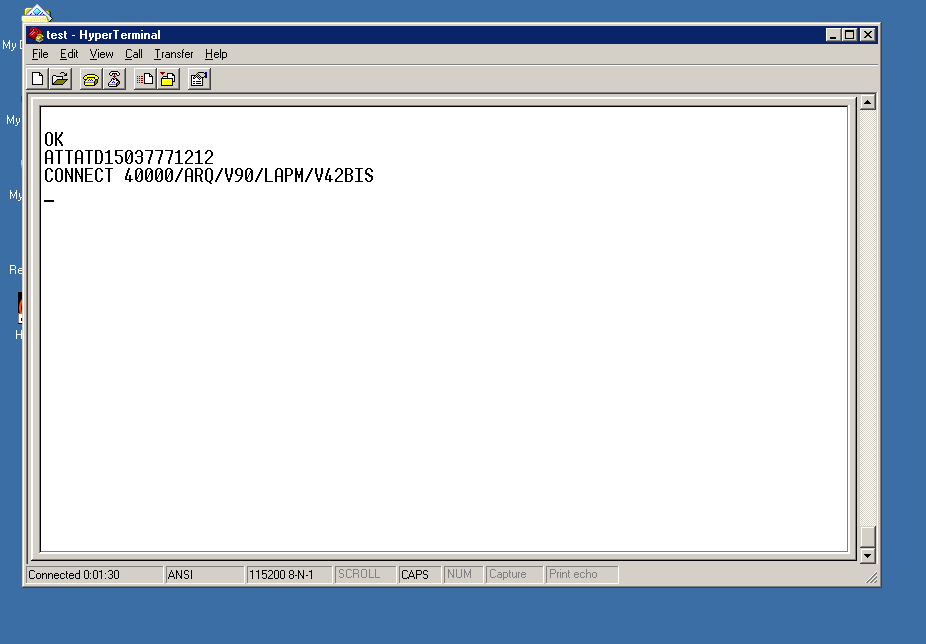 My D
test - HyperTerminal
File Edit View Call Transfer Help
My
My
Re
H
OK
ATTATD15037771212
CONNECT 40000/ARQ/V90/LAPM/V42BIS
_
Connected 0:01:30 ANSI 115200 8-N-1 SCROLL CAPS NUM Capture Print echo